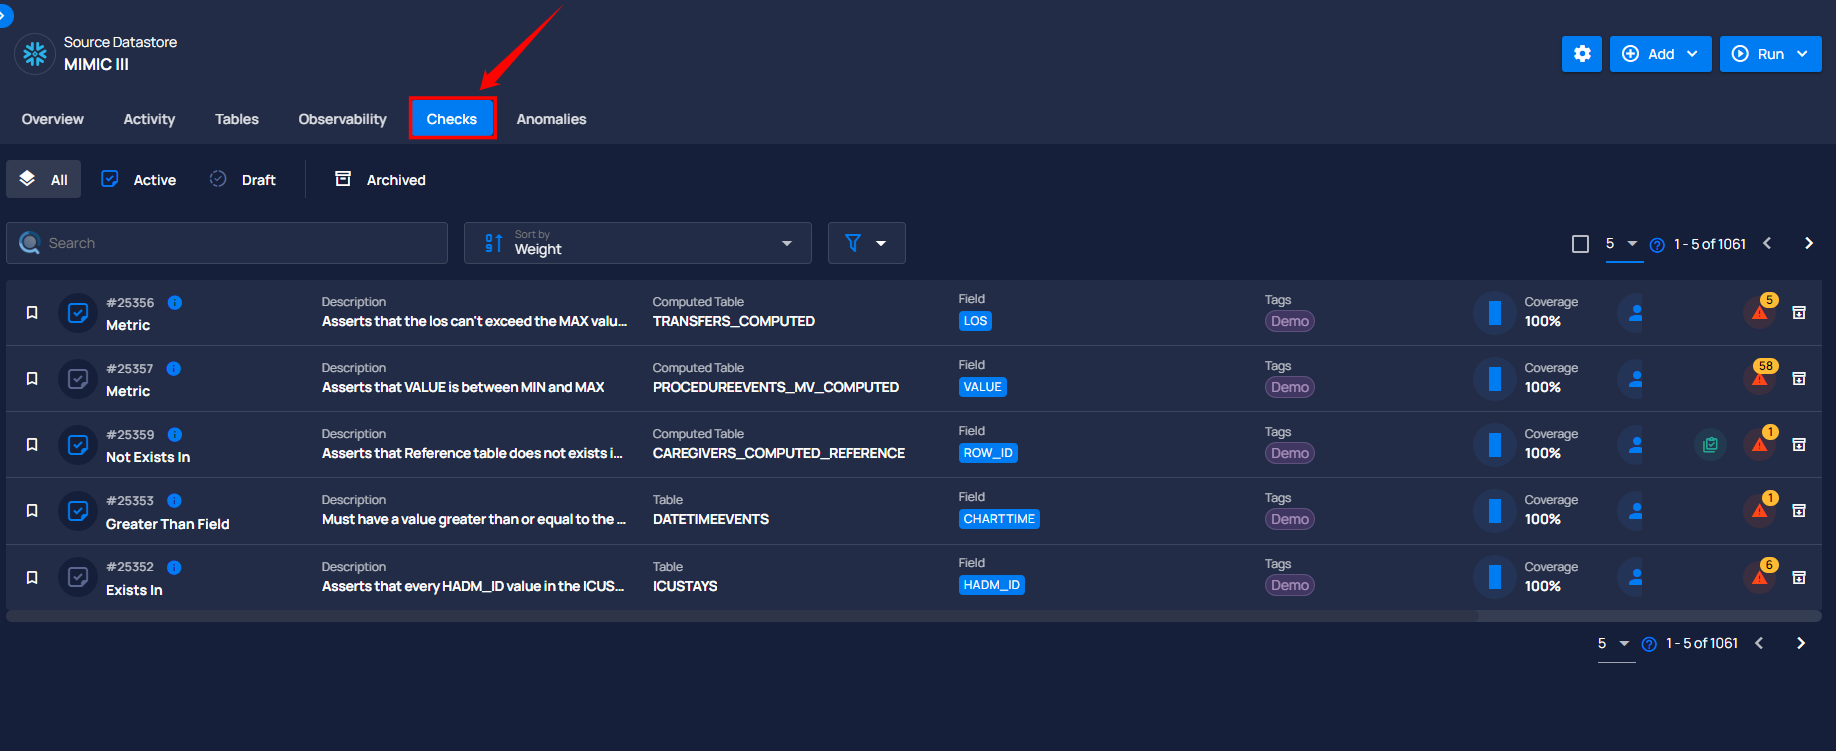 Source Datastore
MIMIC III
Add
Run
Overview
Activity
Tables
Observability
Checks
Anomalies
All
Active
Draft
Archived
Search
Sort by
Weight
5
1 - 5 of 1061
#25356
Metric
Description
Asserts that the los can't exceed the MAX valu...
Computed Table
TRANSFERS_COMPUTED
Field
LOS
Tags
Demo
Coverage
100%
5
#25357
Metric
Description
Asserts that VALUE is between MIN and MAX
Computed Table
PROCEDUREEVENTS_MV_COMPUTED
Field
VALUE
Tags
Demo
Coverage
100%
58
#25359
Not Exists In
Description
Asserts that Reference table does not exists i...
Computed Table
CAREGIVERS_COMPUTED_REFERENCE
Field
ROW_ID
Tags
Demo
Coverage
100%
1
#25353
Greater Than Field
Description
Must have a value greater than or equal to the ...
Table
DATETIMEEVENTS
Field
CHARTTIME
Tags
Demo
Coverage
100%
1
#25352
Exists In
Description
Asserts that every HADM_ID value in the ICUS...
Table
ICUSTAYS
Field
HADM_ID
Tags
Demo
Coverage
100%
6
5
1 - 5 of 1061